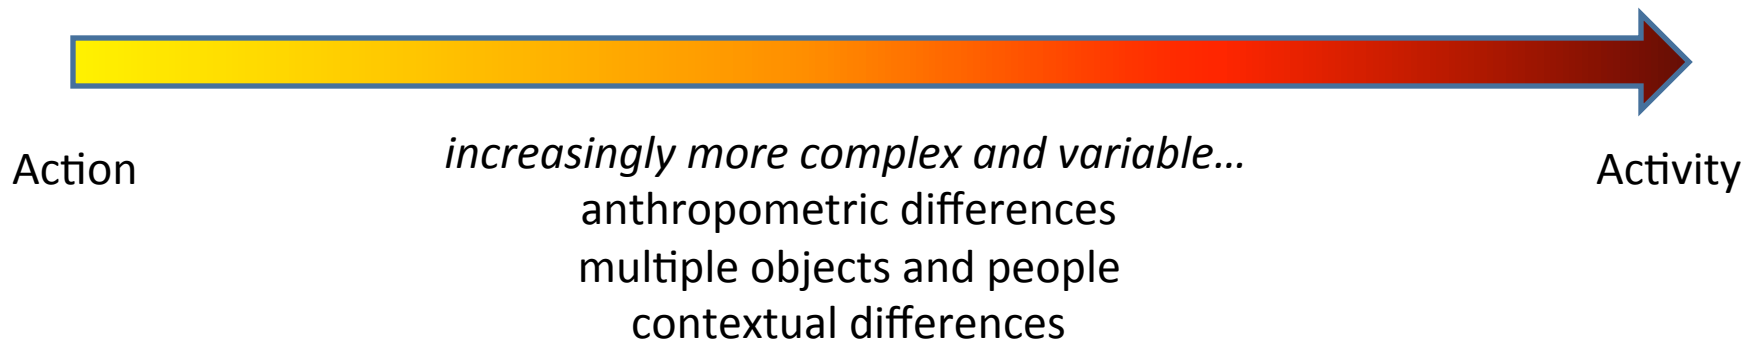 Action
increasingly more complex and variable…
Activity
anthropometric differences
multiple objects and people
contextual differences